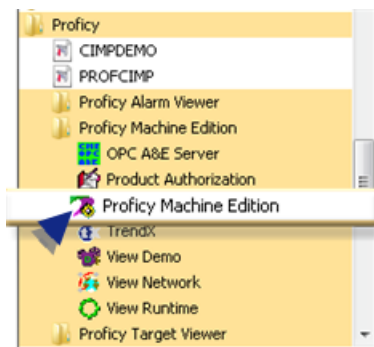 Proficy
CIMPDEMO
PROFCIMP
Proficy Alarm Viewer
Proficy Machine Edition
OPC A&E Server
Product Authorization
Proficy Machine Edition
TrendX
View Demo
View Network
View Runtime
Proficy Target Viewer